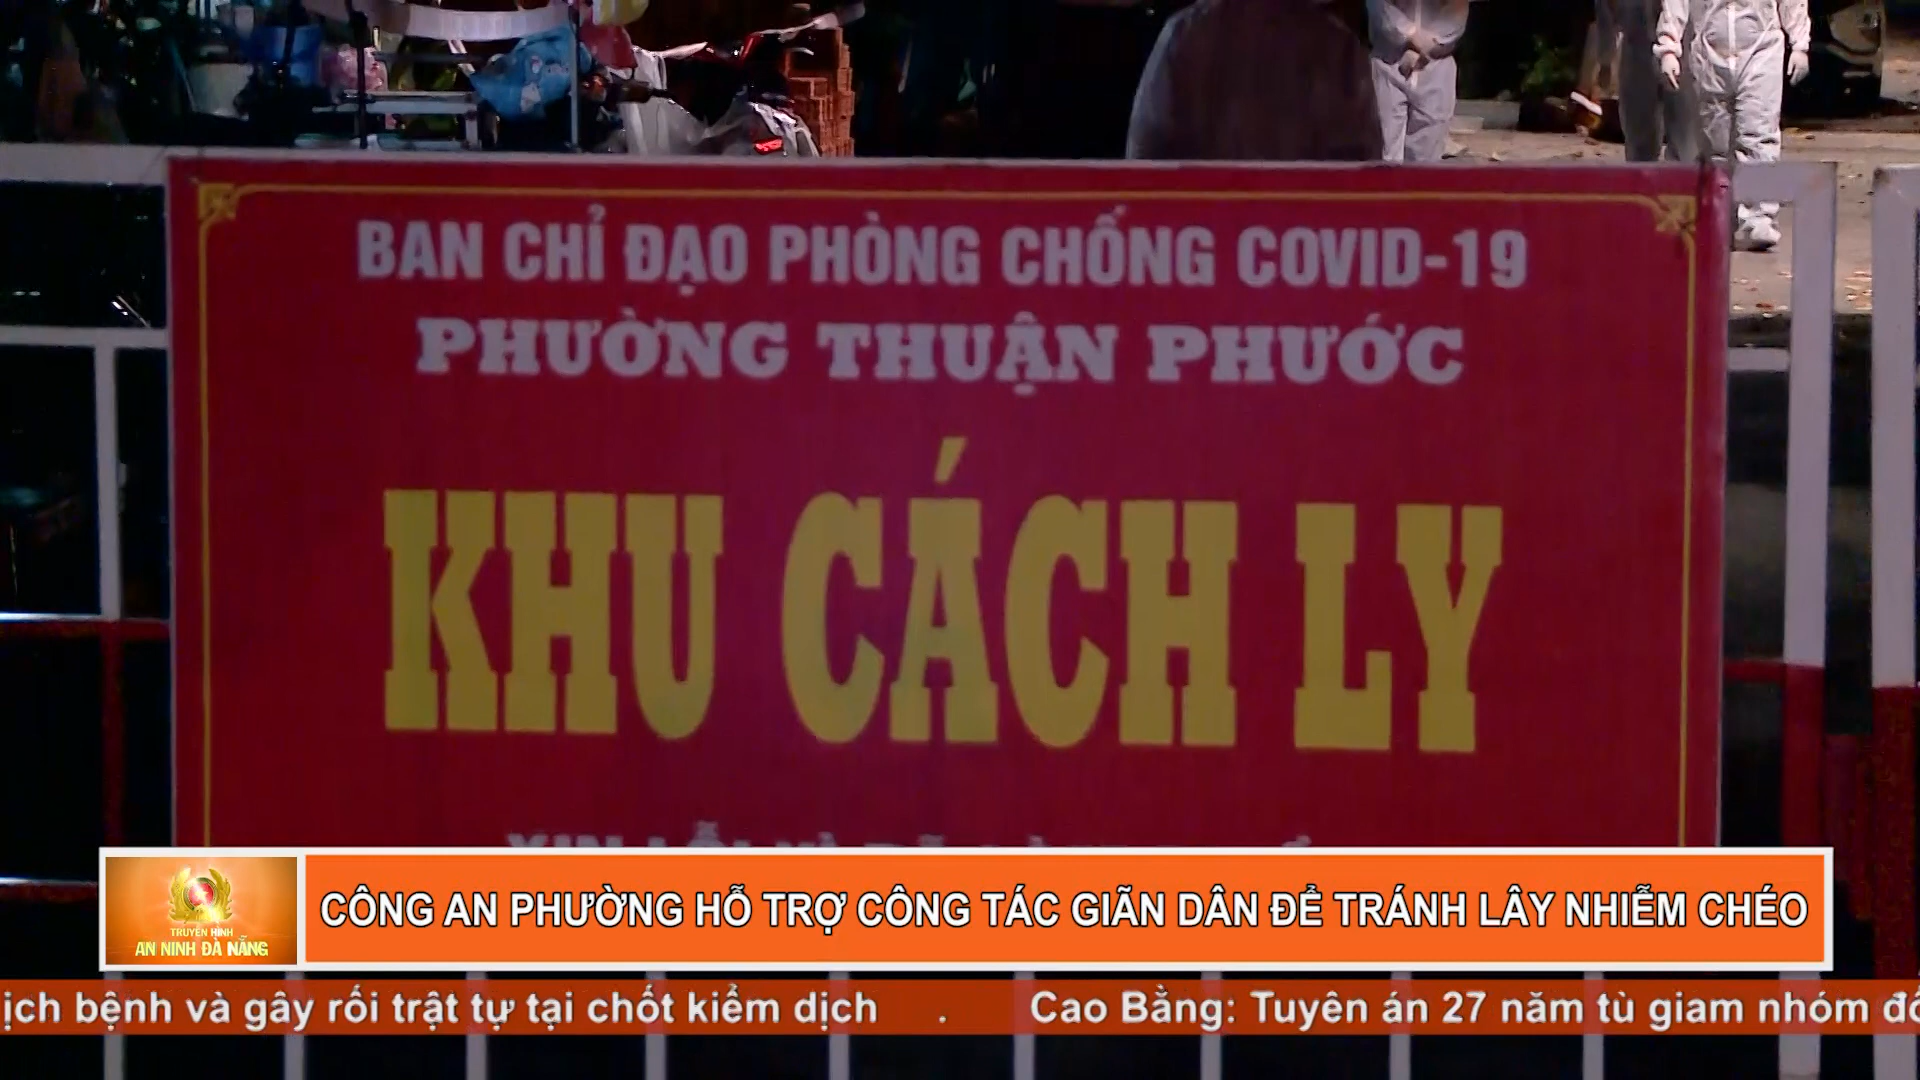 BAN CHỈ ĐẠO PHÒNG CHỐNG COVID-19
PHƯỜNG THUẬN PHƯỚC
KHU CÁCH LY
TRUYỀN HÌNH
AN NINH ĐÀ NẴNG
CÔNG AN PHƯỜNG HỖ TRỢ CÔNG TÁC GIÃN DÂN ĐỂ TRÁNH LÂY NHIỄM CHÉO
ịch bệnh và gây rối trật tự tại chốt kiểm dịch . Cao Bằng: Tuyên án 27 năm tù giam nhóm